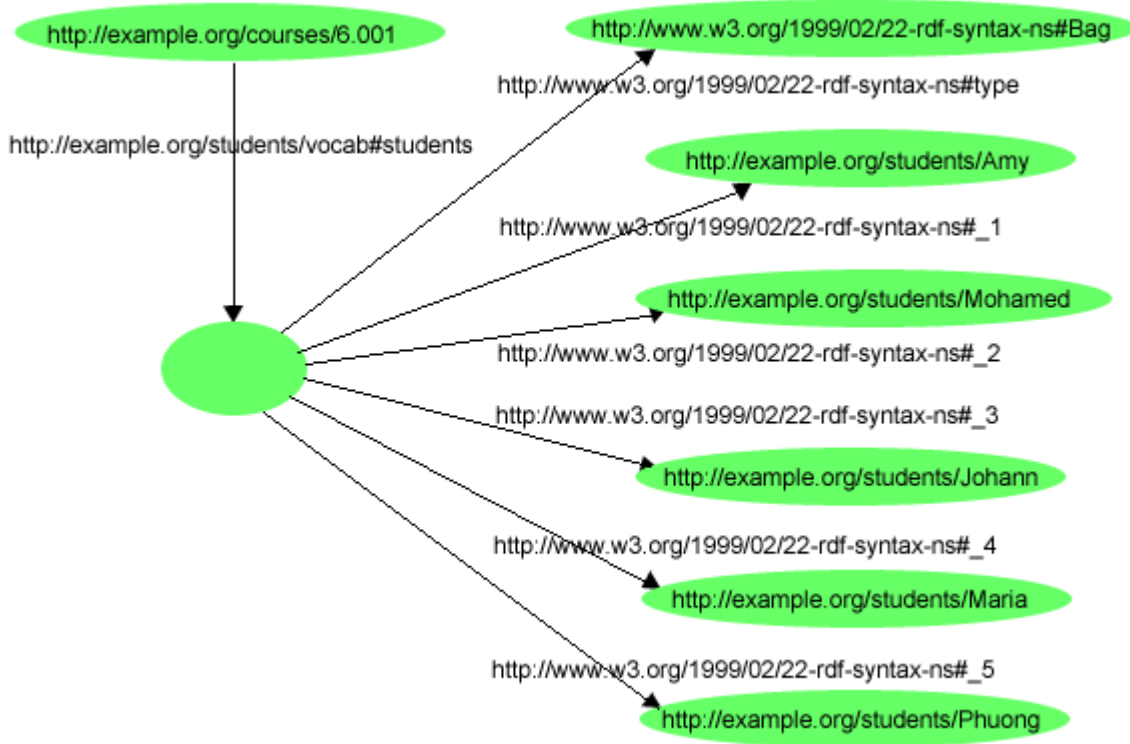 http://example.org/courses/6.001
http://www.w3.org/1999/02/22-rdf-syntax-ns#Bag
http://www.w3.org/1999/02/22-rdf-syntax-ns#type
http://example.org/students/vocab#students
http://example.org/students/Amy
http://www.w3.org/1999/02/22-rdf-syntax-ns#_1
http://example.org/students/Mohamed
http://www.w3.org/1999/02/22-rdf-syntax-ns#_2
http://www.w3.org/1999/02/22-rdf-syntax-ns#_3
http://example.org/students/Johann
http://www.w3.org/1999/02/22-rdf-syntax-ns#_4
http://example.org/students/Maria
http://www.w3.org/1999/02/22-rdf-syntax-ns#_5
http://example.org/students/Phuong